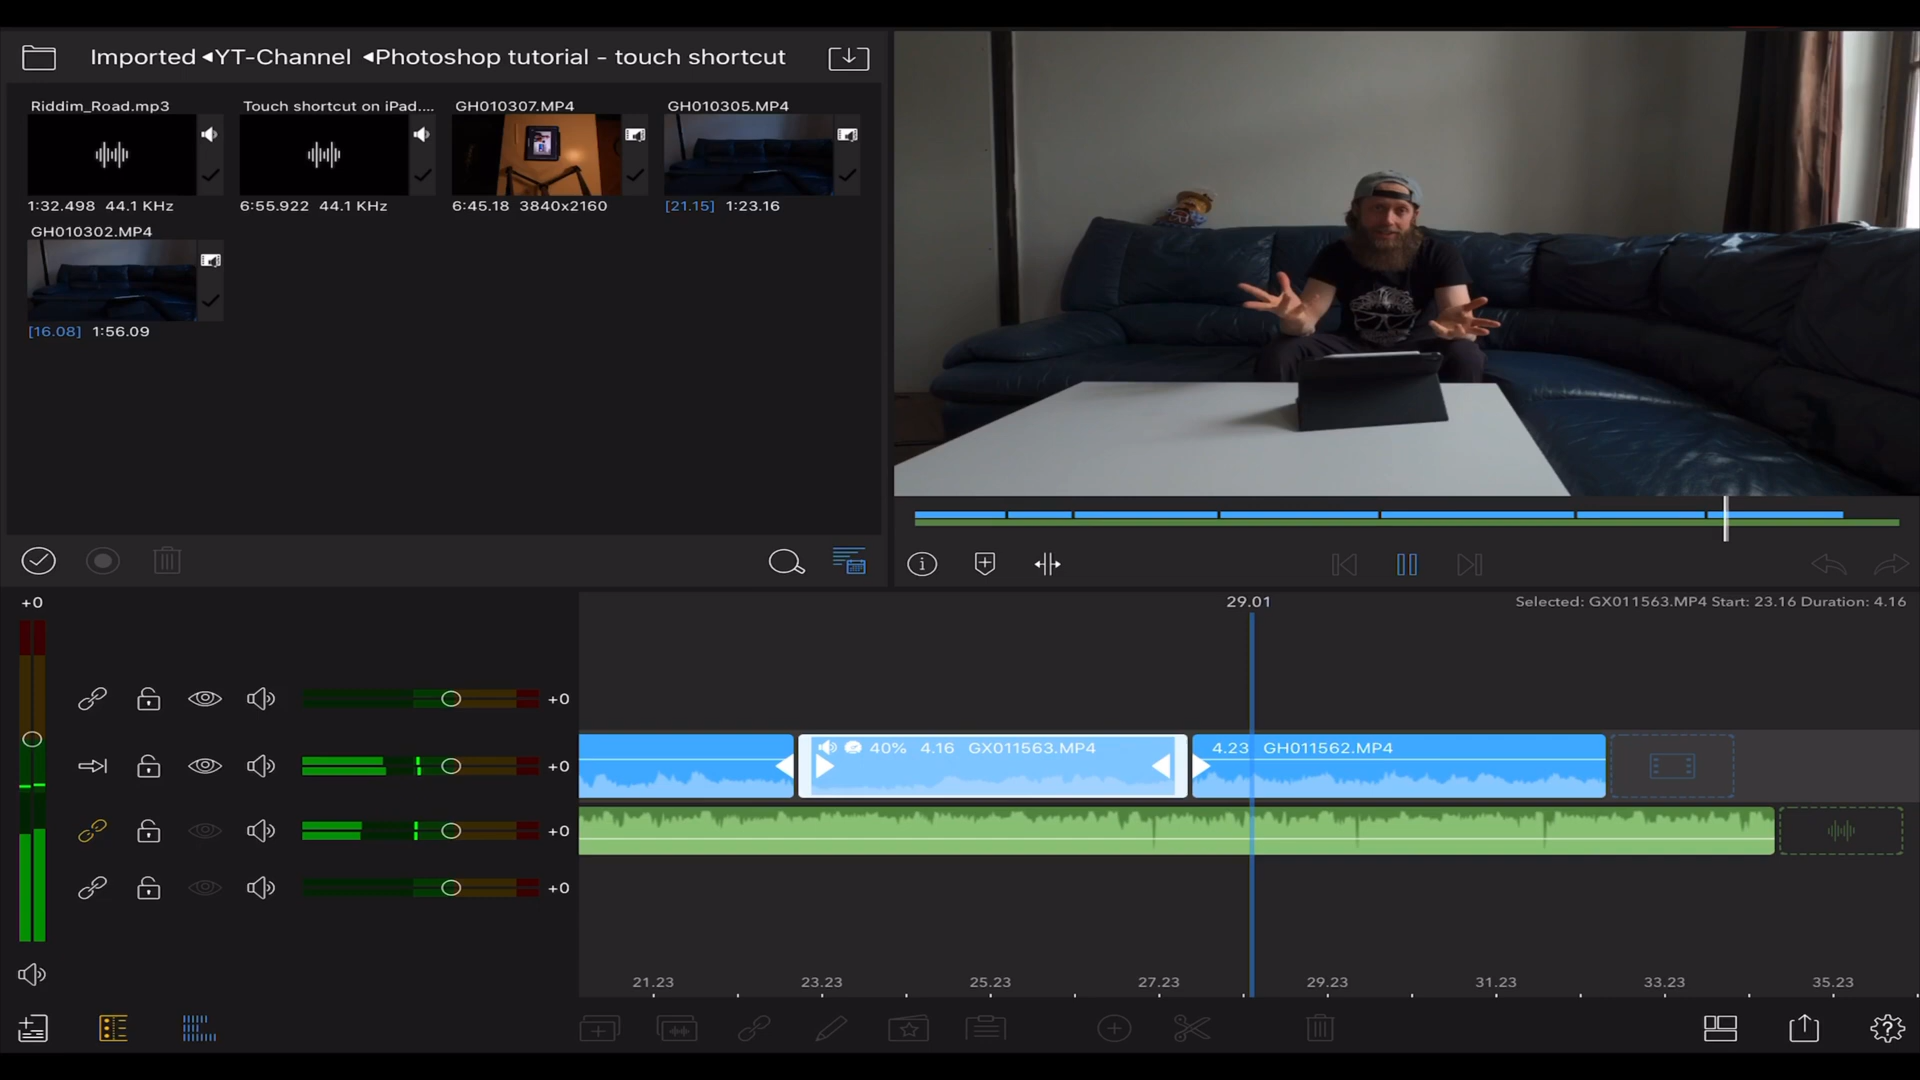 Imported ◂YT-Channel ◂Photoshop tutorial - touch shortcut
Riddim_Road.mp3
Touch shortcut on iPad....
GH010307.MP4
GH010305.MP4
1:32.498 44.1 KHz
6:55.922 44.1 KHz
6:45.18 3840x2160
[21.15] 1:23.16
GH010302.MP4
[16.08] 1:56.09
+0
29.01
Selected: GX011563.MP4 Start: 23.16 Duration: 4.16
+0
40% 4.16 GX011563.MP4
4.23 GH011562.MP4
+0
+0
+0
21.23
23.23
25.23
27.23
29.23
31.23
33.23
35.23